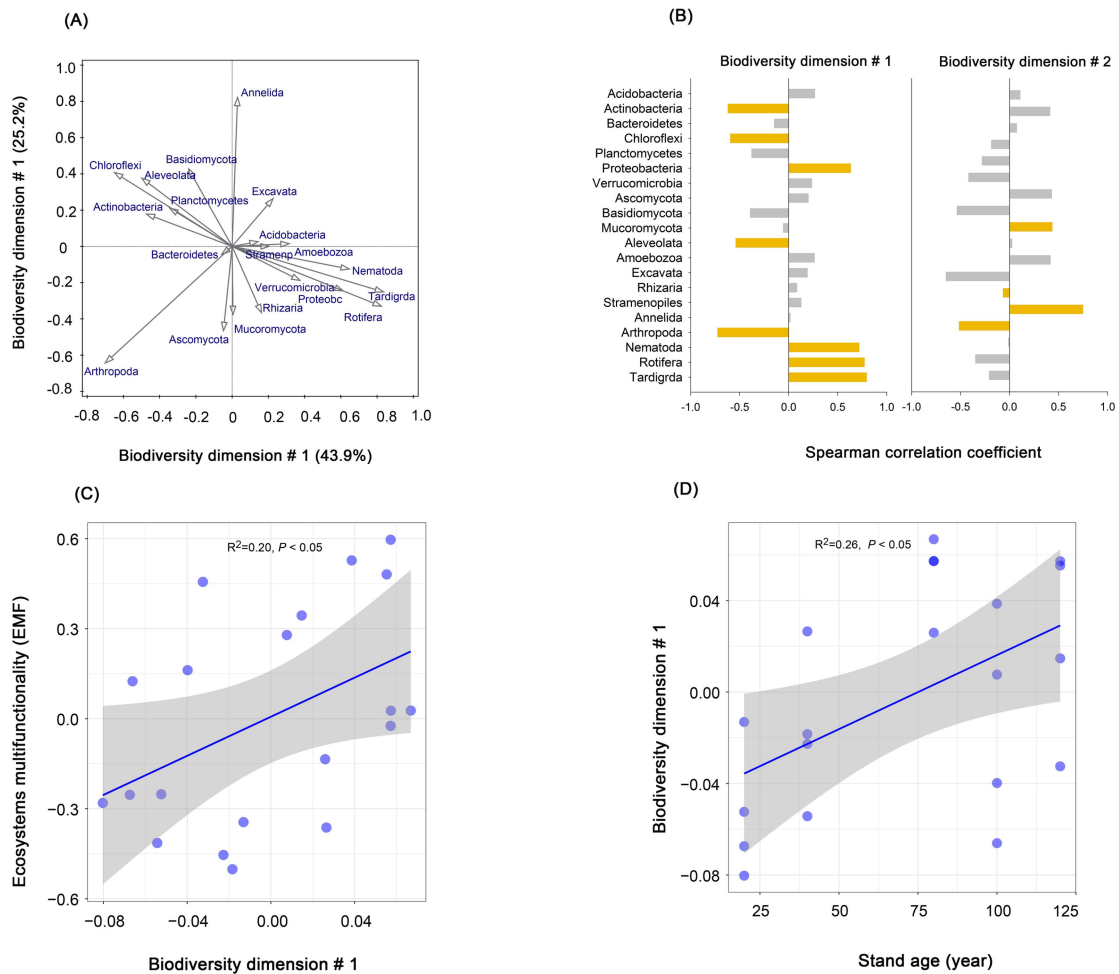 (A)
Biodiversity dimension # 1 (25.2%)
1.0
0.8
0.6
0.4
0.2
0
-0.2
-0.4
-0.6
-0.8
Annelida
Chloroflexi
Basidiomycota
Aleveolata
Planctomycetes
Excavata
Actinobacteria
Acidobacteria
Bacteroidetes
Stramenp
Amoebozoa
Nematoda
Verrucomicrobia
Proteobc
Tardigrda
Rhizaria
Rotifera
Mucoromycota
Ascomycota
Arthropoda
-0.8 -0.6 -0.4 -0.2 0 0.2 0.4 0.6 0.8 1.0
Biodiversity dimension # 1 (43.9%)
(B)
Biodiversity dimension # 1
Biodiversity dimension # 2
Acidobacteria
Actinobacteria
Bacteroidetes
Chloroflexi
Planctomycetes
Proteobacteria
Verrucomicrobia
Ascomycota
Basidiomycota
Mucoromycota
Aleveolata
Amoebozoa
Excavata
Rhizaria
Stramenopiles
Annelida
Arthropoda
Nematoda
Rotifera
Tardigrda
-1.0 -0.5 0.0 0.5 -1.0 -0.5 0.0 0.5 1.0
Spearman correlation coefficient
(C)
R2=0.20, P < 0.05
Ecosystems multifunctionality (EMF)
0.6
0.3
0.0
−0.3
−0.6
−0.08 −0.04 0.00 0.04
Biodiversity dimension # 1
(D)
R2=0.26, P < 0.05
Biodiversity dimension # 1
0.04
0.00
−0.04
−0.08
25 50 75 100 125
Stand age (year)